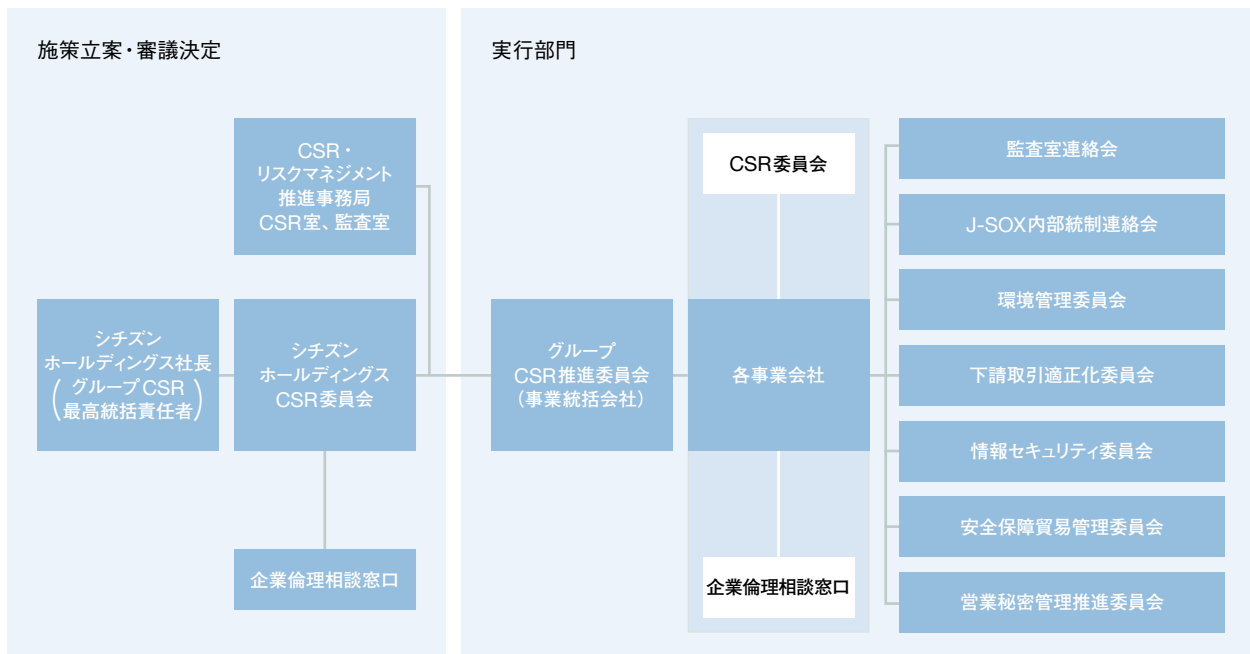 施策立案・審議決定
CSR・
リスクマネジメント
推進事務局
CSR室、監査室
シチズン
ホールディングス社長
(グループCSR
最高統括責任者)
シチズン
ホールディングス
CSR委員会
企業倫理相談窓口
実行部門
グループ
CSR推進委員会
(事業統括会社)
CSR委員会
各事業会社
企業倫理相談窓口
監査室連絡会
J-SOX内部統制連絡会
環境管理委員会
下請取引適正化委員会
情報セキュリティ委員会
安全保障貿易管理委員会
営業秘密管理推進委員会